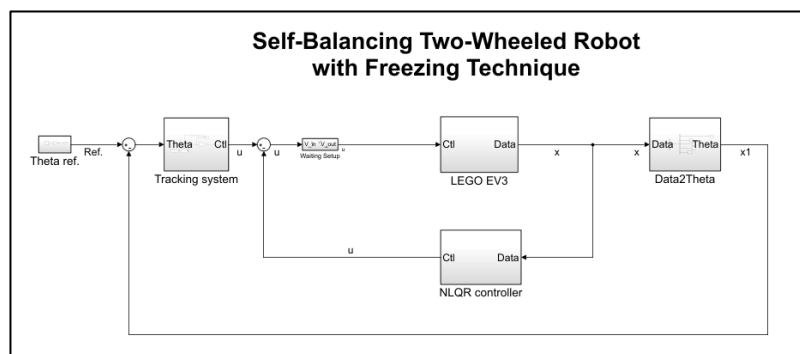 Self-Balancing Two-Wheeled Robot
with Freezing Technique
Theta ref.
Ref.
Theta Ctl
Tracking system
u
u
V_In V_out
Waiting Setup
u
Ctl Data
LEGO EV3
x
x
Data Theta
Data2Theta
x1
u
Ctl Data
NLQR controller